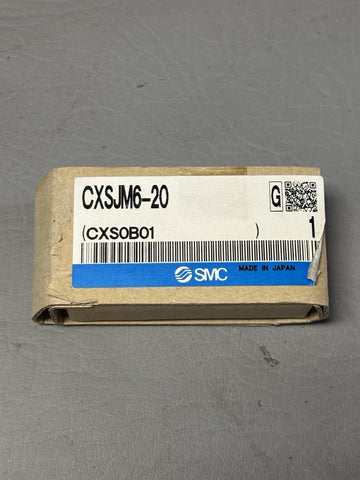 CXSJM6-20 G
(CXS0B01 ) 1
SMC MADE IN JAPAN